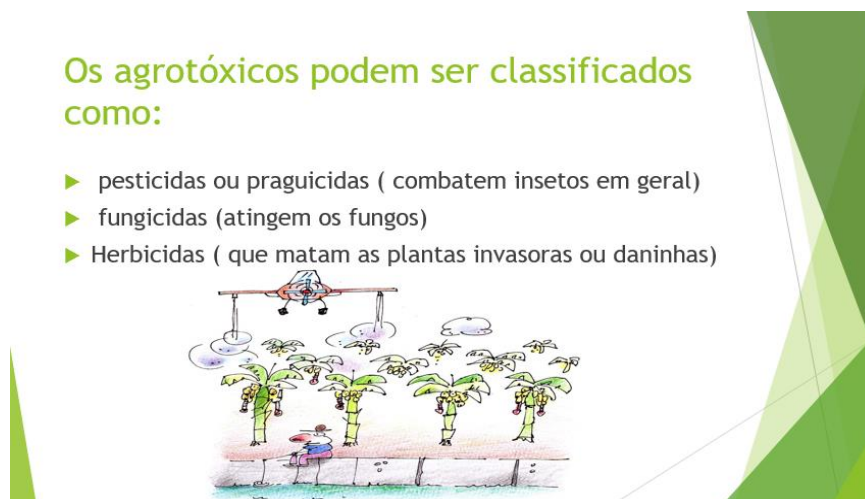 Os agrotóxicos podem ser classificados
como:
pesticidas ou praguicidas ( combatem insetos em geral)
fungicidas (atingem os fungos)
Herbicidas ( que matam as plantas invasoras ou daninhas)